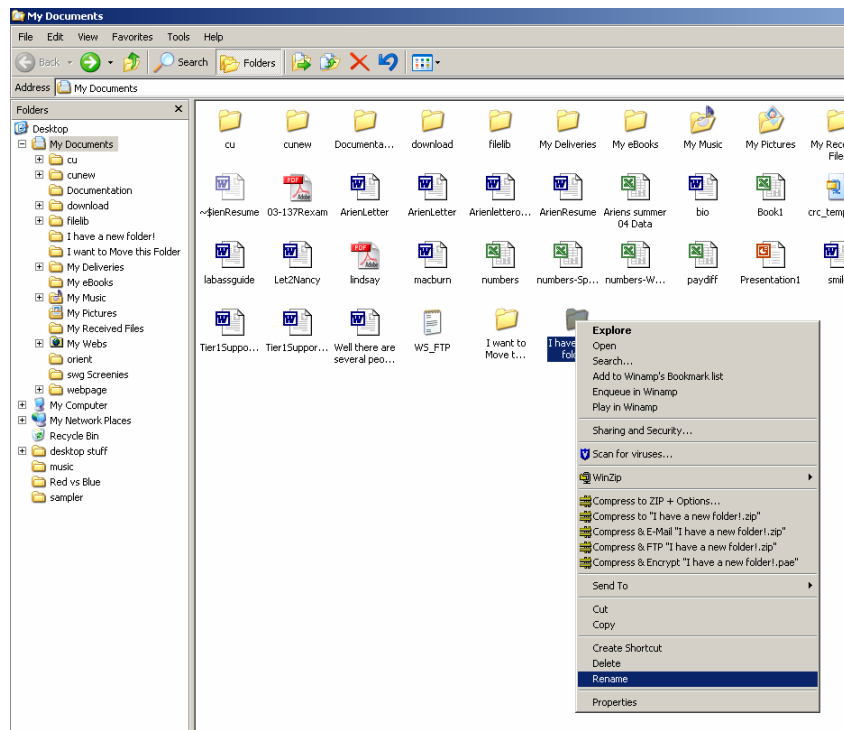 My Documents
File Edit View Favorites Tools Help
Back Search Folders
Address My Documents
Folders X
Desktop
My Documents
cu
cunew
Documentation
download
filelib
I have a new folder!
I want to Move this Folder
My Deliveries
My eBooks
My Music
My Pictures
My Received Files
My Webs
orient
swg Screenies
webpage
My Computer
My Network Places
Recycle Bin
desktop stuff
music
Red vs Blue
sampler
cu cunew Documenta... download filelib My Deliveries My eBooks My Music My Pictures My Rec
File
~$ienResume 03-137Rexam ArienLetter ArienLetter Arienlettero... ArienResume Ariens summer bio Book1 crc_temp
04 Data
labassguide Let2Nancy lindsay macburn numbers numbers-Sp... numbers-W... paydiff Presentation1 smil
Tier1Suppo... Tier1Suppor... Well there are WS_FTP I want to I have
several peo... Move t... fol
Explore
Open
Search...
Add to Winamp's Bookmark list
Enqueue in Winamp
Play in Winamp
Sharing and Security...
Scan for viruses...
WinZip
Compress to ZIP + Options...
Compress to "I have a new folder!.zip"
Compress & E-Mail "I have a new folder!.zip"
Compress & FTP "I have a new folder!.zip"
Compress & Encrypt "I have a new folder!.pae"
Send To
Cut
Copy
Create Shortcut
Delete
Rename
Properties